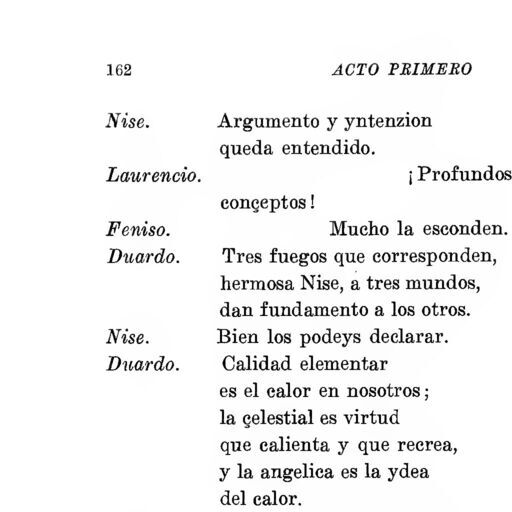 162 ACTO PRIMERO
Nise. Argumento y yntenzion
queda entendido.
Laurencio. ¡Profundos
conçeptos!
Feniso. Mucho la esconden.
Duardo. Tres fuegos que corresponden,
hermosa Nise, a tres mundos,
dan fundamento a los otros.
Nise. Bien los podeys declarar.
Duardo. Calidad elementar
es el calor en nosotros;
la çelestial es virtud
que calienta y que recrea,
y la angelica es la ydea
del calor.